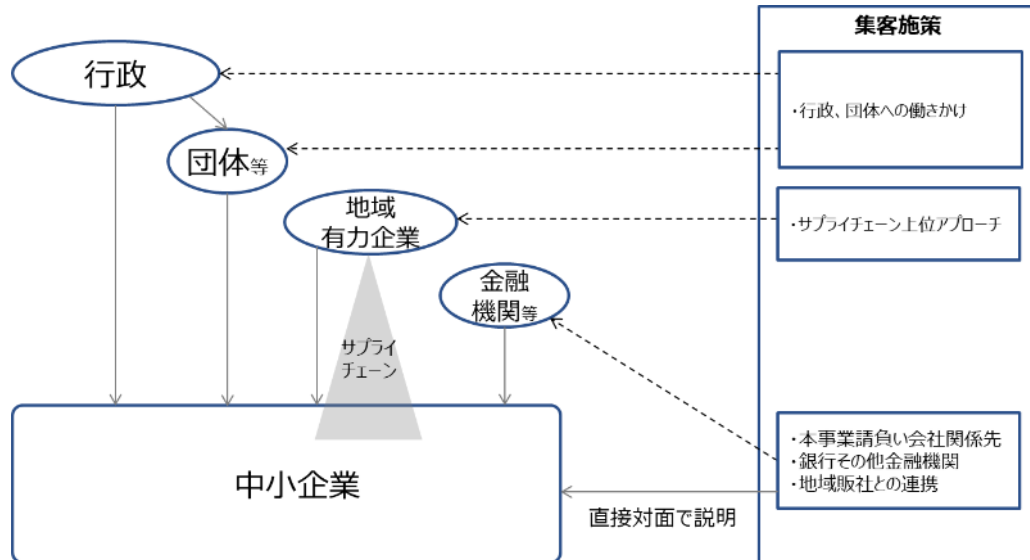 集客施策
行政
・行政、団体への働きかけ
団体等
地域
有力企業
・サプライチェーン上位アプローチ
金融
機関等
サプライ
チェーン
中小企業
・本事業請負い会社関係先
・銀行その他金融機関
・地域販社との連携
直接対面で説明